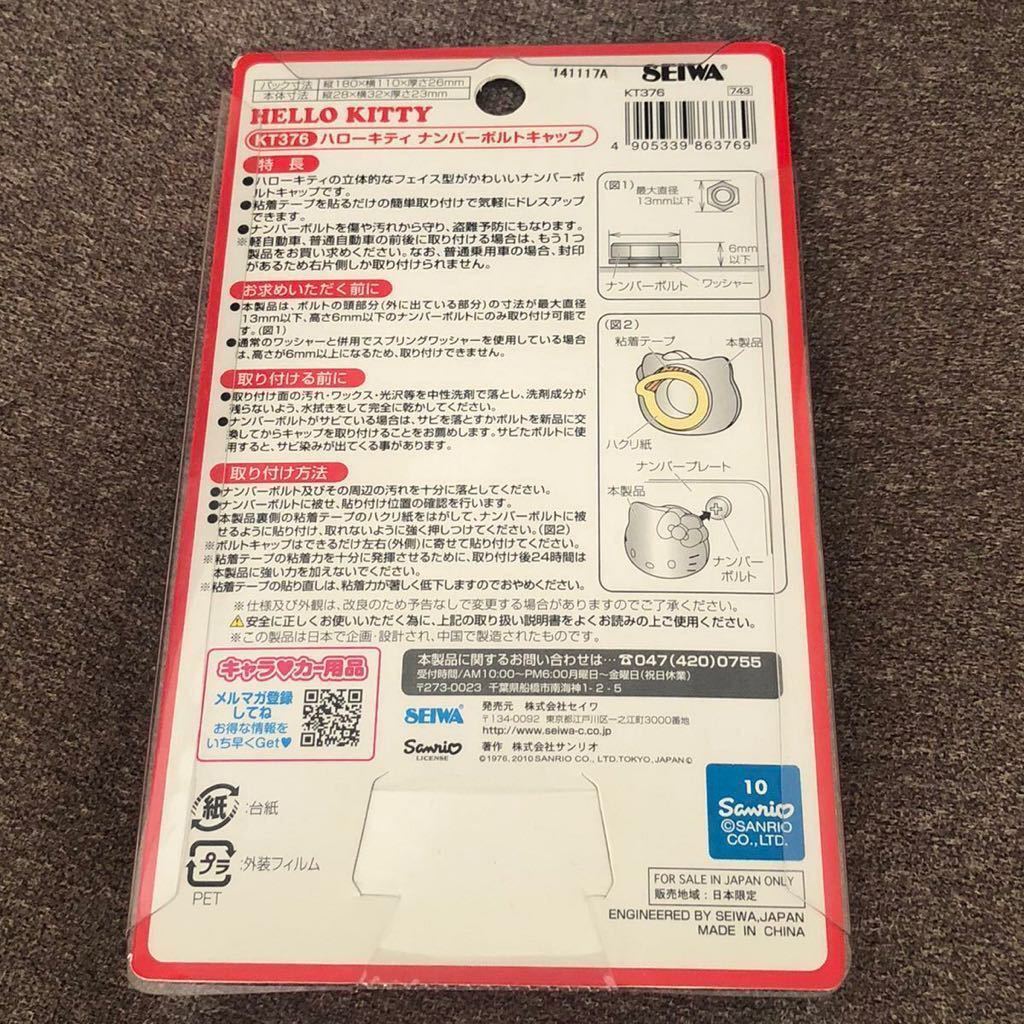 パック寸法 縦180×横110×厚さ26mm
本体寸法 縦28×横32×厚さ23mm
141117A
SEIWA®
KT376 743
4 905339 863769
HELLO KITTY
KT376 ハローキティ ナンバーボルトキャップ
特長
●ハローキティの立体的なフェイス型がかわいいナンバーボ
ルトキャップです。
●粘着テープを貼るだけの簡単取り付けで気軽にドレスアップ
できます。
●ナンバーボルトを傷や汚れから守り、盗難予防にもなります。
※軽自動車、普通自動車の前後に取り付ける場合は、もう1つ
製品をお買い求めください。なお、普通乗用車の場合、封印
があるため右片側しか取り付けられません。
お求めいただく前に
●本製品は、ボルトの頭部分(外に出ている部分)の寸法が最大直径
13mm以下、高さ6mm以下のナンバーボルトにのみ取り付け可能で
す。(図1)
●通常のワッシャーと併用でスプリングワッシャーを使用している場合
は、高さが6mm以上になるため、取り付けできません。
取り付ける前に
●取り付け面の汚れ・ワックス・光沢等を中性洗剤で落とし、洗剤成分が
残らないよう、水拭きをして完全に乾かしてください。
●ナンバーボルトがサビている場合は、サビを落とすかボルトを新品に交
換してからキャップを取り付けることをお薦めします。サビたボルトに使
用すると、サビ染みが出てくる事があります。
取り付け方法
●ナンバーボルト及びその周辺の汚れを十分に落としてください。
●ナンバーボルトに被せ、貼り付け位置の確認を行います。
●本製品裏側の粘着テープのハクリ紙をはがして、ナンバーボルトに被
せるように貼り付け、取れないように強く押しつけてください。(図2)
※ボルトキャップはできるだけ左右(外側)に寄せて貼り付けてください。
※粘着テープの粘着力を十分に発揮させるために、取り付け後24時間は
本製品に強い力を加えないでください。
※粘着テープの貼り直しは、粘着力が著しく低下しますのでおやめください。
(図1)
最大直径
13mm以下
6mm
以下
ナンバーボルト
ワッシャー
(図2)
粘着テープ
本製品
ハクリ紙
ナンバープレート
本製品
ナンバー
ボルト
※仕様及び外観は、改良のため予告なしで変更する場合がありますのでご了承ください。
⚠安全に正しくお使いいただく為に、上記の取り扱い説明書をよくお読みの上ご使用ください。
※この製品は日本で企画・設計され、中国で製造されたものです。
キャラ♥カー用品
メルマガ登録
してね
お得な情報を
いち早くGet♥
本製品に関するお問い合わせは…☎047(420)0755
受付時間/AM10:00〜PM6:00月曜日〜金曜日(祝日休業)
〒273-0023 千葉県船橋市南海神1-2-5
SEIWA®
発売元 株式会社セイワ
〒134-0092 東京都江戸川区一之江町3000番地
http://www.seiwa-c.co.jp
Sanrio
LICENSE
著作 株式会社サンリオ
©1976, 2010 SANRIO CO., LTD.TOKYO, JAPAN Ⓒ
10
Sanrio
©SANRIO
CO.,LTD.
紙 :台紙
プラ :外装フィルム
PET
FOR SALE IN JAPAN ONLY
販売地域:日本限定
ENGINEERED BY SEIWA,JAPAN
MADE IN CHINA